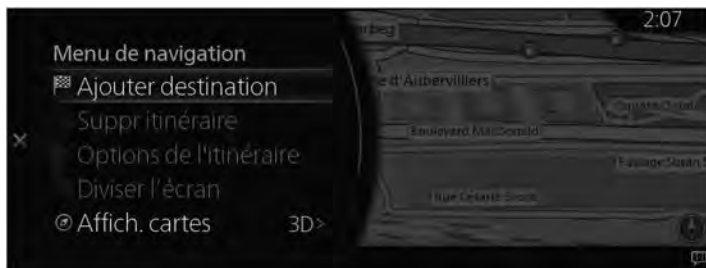 2:07
Menu de navigation
Ajouter destination
Suppr itinéraire
Options de l'itinéraire
Diviser l'écran
Affich. cartes 3D>
e d'Aubervilliers
Boulevard MacDonald